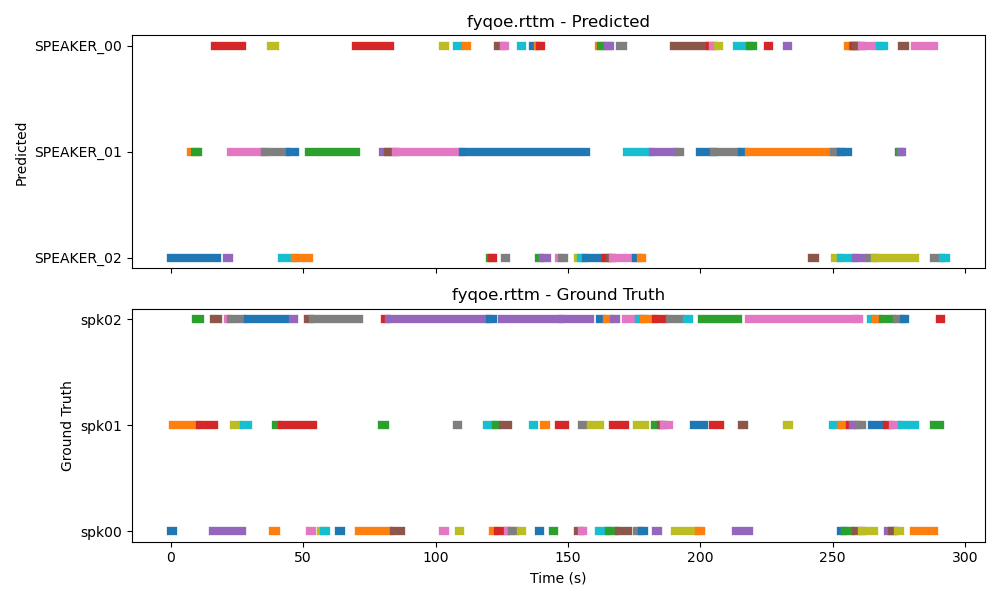 fyqoe.rttm - Predicted
SPEAKER_00
SPEAKER_01
SPEAKER_02
Predicted
fyqoe.rttm - Ground Truth
spk02
spk01
spk00
Ground Truth
0 50 100 150 200 250 300
Time (s)